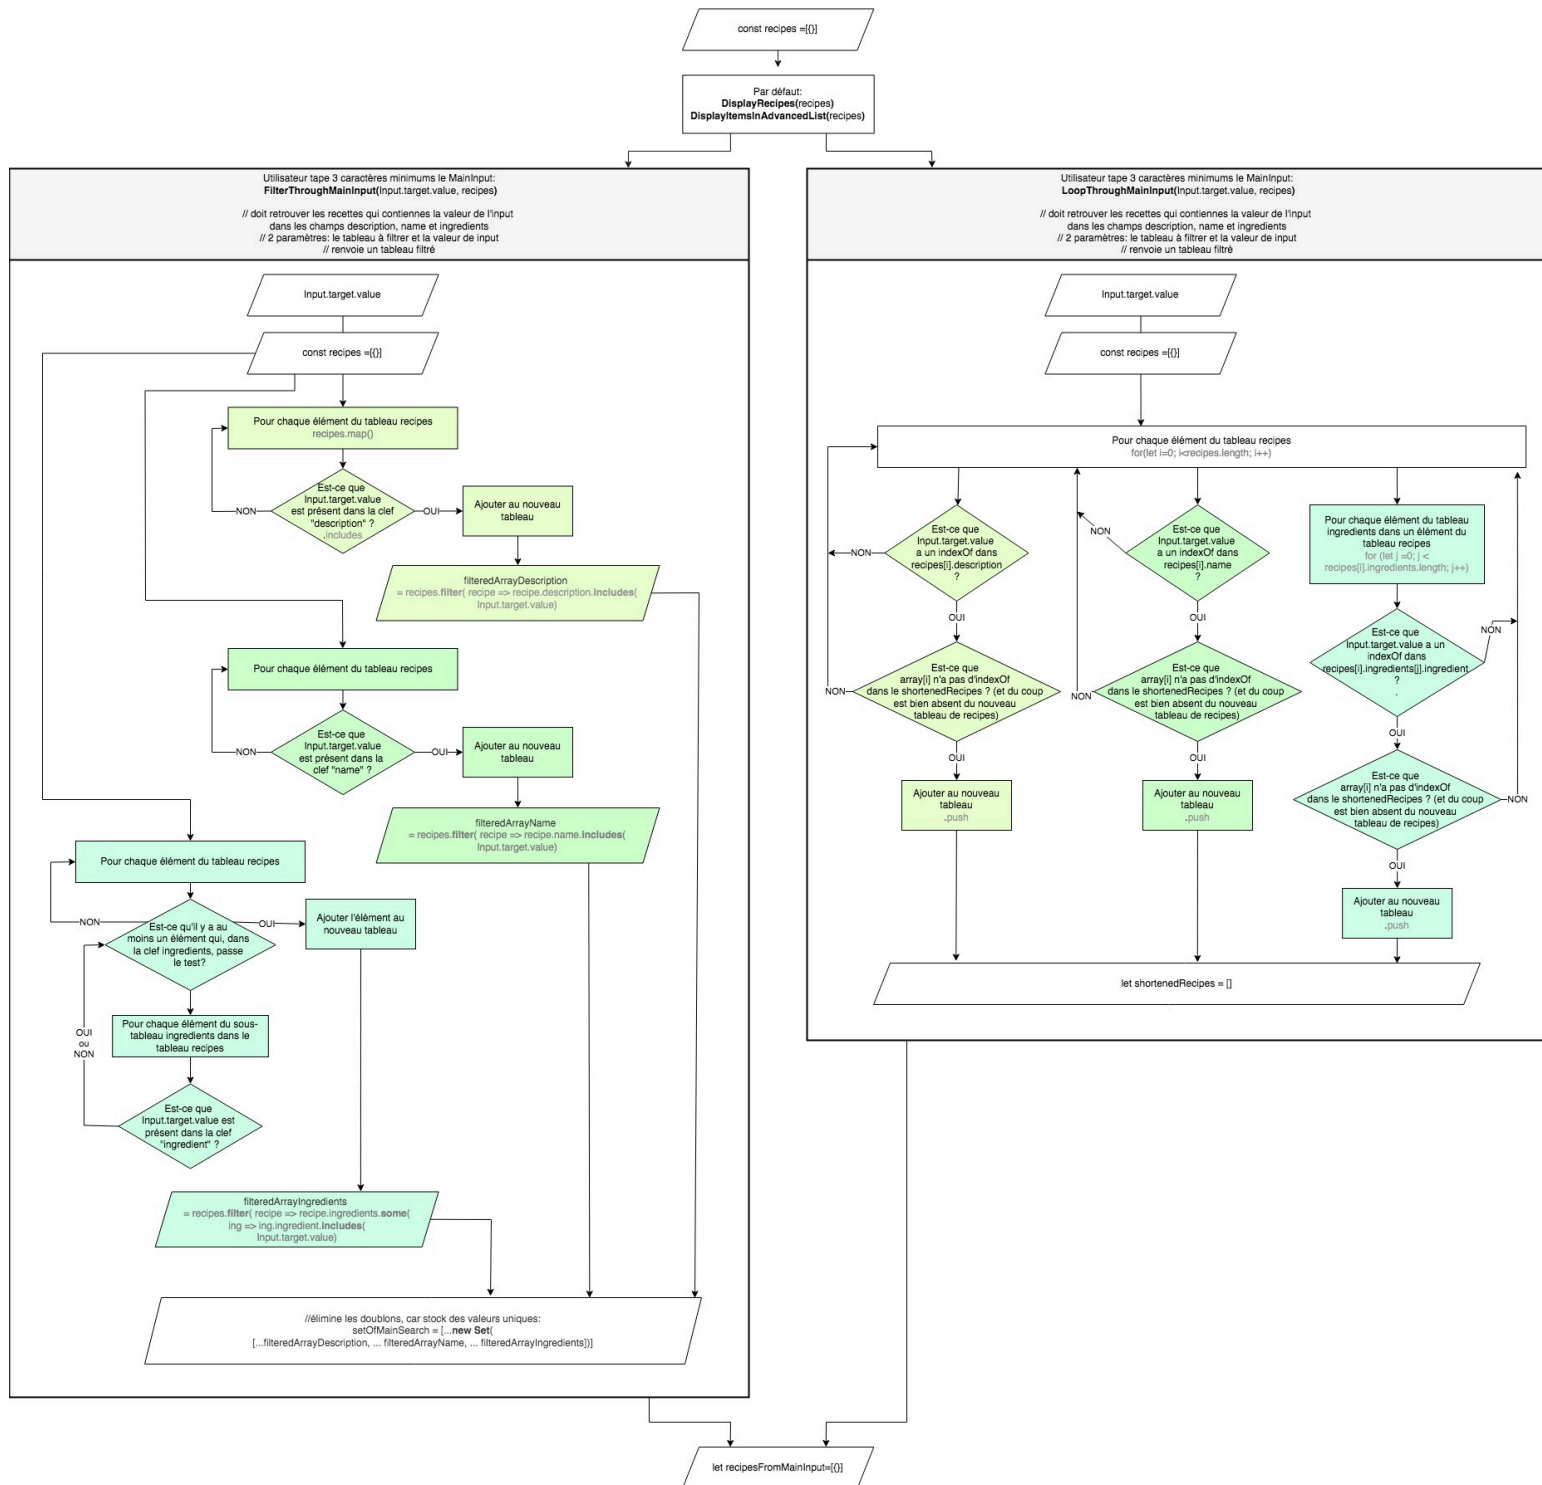 const recipes =[{}]
Par défaut:
DisplayRecipes(recipes)
DisplayItemsInAdvancedList(recipes)
Utilisateur tape 3 caractères minimums le MainInput:
FilterThroughMainInput(Input.target.value, recipes)
// doit retrouver les recettes qui contiennes la valeur de l'input
dans les champs description, name et ingredients
// 2 paramètres: le tableau à filtrer et la valeur de input
// renvoie un tableau filtré
Input.target.value
const recipes =[{}]
Pour chaque élément du tableau recipes
recipes.map()
Est-ce que
Input.target.value
est présent dans la clef
"description" ?
.includes
NON
OUI
Ajouter au nouveau
tableau
filteredArrayDescription
= recipes.filter( recipe => recipe.description.includes(
Input.target.value)
Pour chaque élément du tableau recipes
Est-ce que
Input.target.value
est présent dans la
clef "name" ?
NON
OUI
Ajouter au nouveau
tableau
filteredArrayName
= recipes.filter( recipe => recipe.name.includes(
Input.target.value)
Pour chaque élément du tableau recipes
NON
OUI
Est-ce qu'il y a au
moins un élément qui, dans
la clef ingredients, passe
le test?
Ajouter l'élément au
nouveau tableau
Pour chaque élément du sous-
tableau ingredients dans le
tableau recipes
OUI
ou
NON
Est-ce que
Input.target.value est
présent dans la clef
"ingredient" ?
filteredArrayIngredients
= recipes.filter( recipe => recipe.ingredients.some(
ing => ing.ingredient.includes(
Input.target.value)
//élimine les doublons, car stock des valeurs uniques:
setOfMainSearch = [...new Set(
[...filteredArrayDescription, ... filteredArrayName, ... filteredArrayIngredients])]
Utilisateur tape 3 caractères minimums le MainInput:
LoopThroughMainInput(Input.target.value, recipes)
// doit retrouver les recettes qui contiennes la valeur de l'input
dans les champs description, name et ingredients
// 2 paramètres: le tableau à filtrer et la valeur de input
// renvoie un tableau filtré
Input.target.value
const recipes =[{}]
Pour chaque élément du tableau recipes
for(let i=0; i<recipes.length; i++)
Est-ce que
Input.target.value
a un indexOf dans
recipes[i].description
?
NON
OUI
Est-ce que
array[i] n'a pas d'indexOf
dans le shortenedRecipes ? (et du coup
est bien absent du nouveau
tableau de recipes)
NON
OUI
Ajouter au nouveau
tableau
.push
Est-ce que
Input.target.value
a un indexOf dans
recipes[i].name
?
NON
OUI
Est-ce que
array[i] n'a pas d'indexOf
dans le shortenedRecipes ? (et du coup
est bien absent du nouveau
tableau de recipes)
NON
OUI
Ajouter au nouveau
tableau
.push
Pour chaque élément du tableau
ingredients dans un élément du
tableau recipes
for (let j =0; j <
recipes[i].ingredients.length; j++)
Est-ce que
Input.target.value a un
indexOf dans
recipes[i].ingredients[j].ingredient
?
.
NON
OUI
Est-ce que
array[i] n'a pas d'indexOf
dans le shortenedRecipes ? (et du coup
est bien absent du nouveau
tableau de recipes)
NON
OUI
Ajouter au nouveau
tableau
.push
let shortenedRecipes = []
let recipesFromMainInput=[{}]